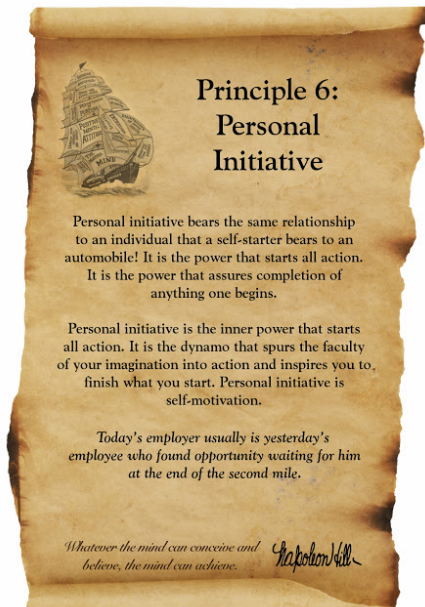 Principle 6:
Personal
Initiative
POSITIVE
MENTAL
ATTITUDE
MIND
Personal initiative bears the same relationship
to an individual that a self-starter bears to an
automobile! It is the power that starts all action.
It is the power that assures completion of
anything one begins.
Personal initiative is the inner power that starts
all action. It is the dynamo that spurs the faculty
of your imagination into action and inspires you to
finish what you start. Personal initiative is
self-motivation.
Today's employer usually is yesterday's
employee who found opportunity waiting for him
at the end of the second mile.
Whatever the mind can conceive and
believe, the mind can achieve.
Napoleon Hill